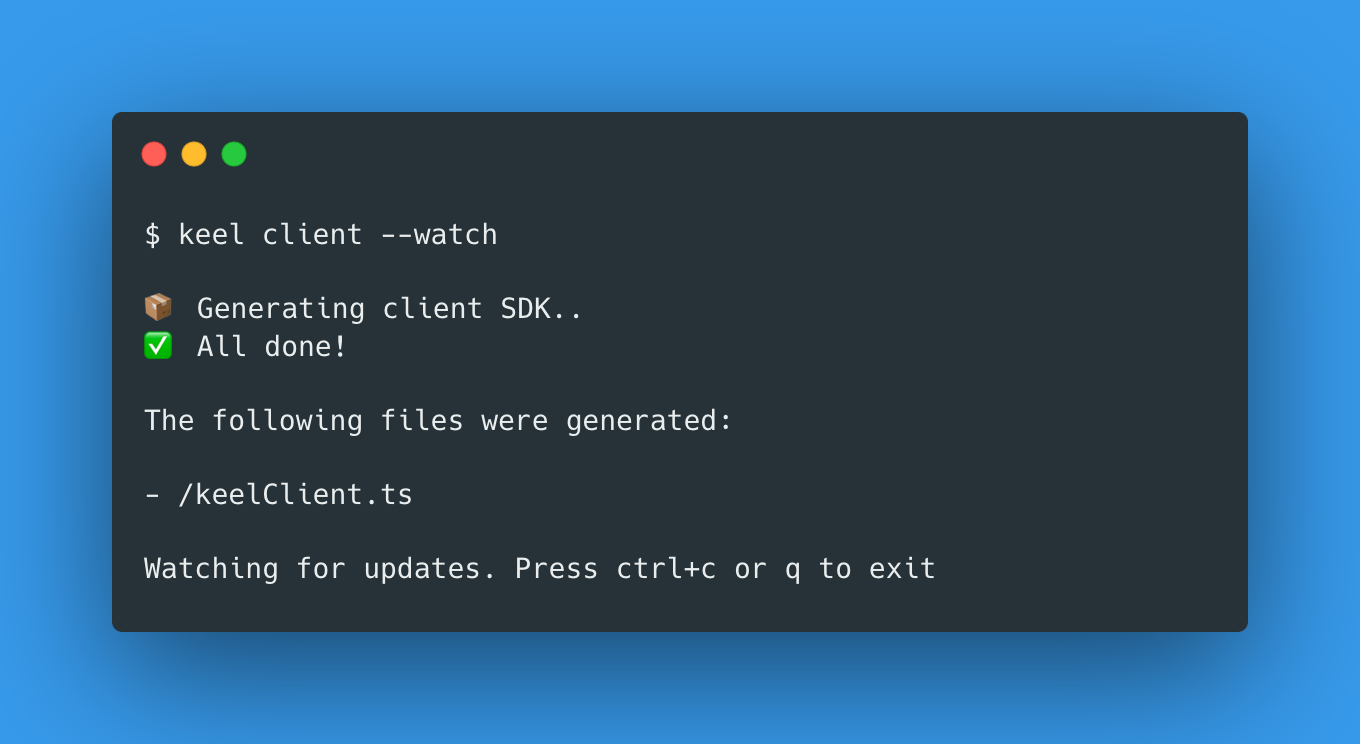 $ keel client --watch
📦 Generating client SDK..
✅ All done!
The following files were generated:
- /keelClient.ts
Watching for updates. Press ctrl+c or q to exit